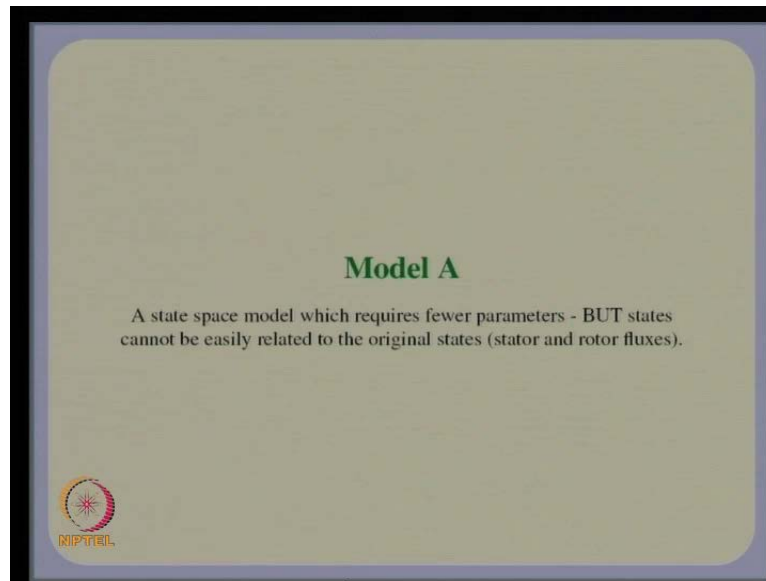 Model A
A state space model which requires fewer parameters - BUT states
cannot be easily related to the original states (stator and rotor fluxes).
NPTEL